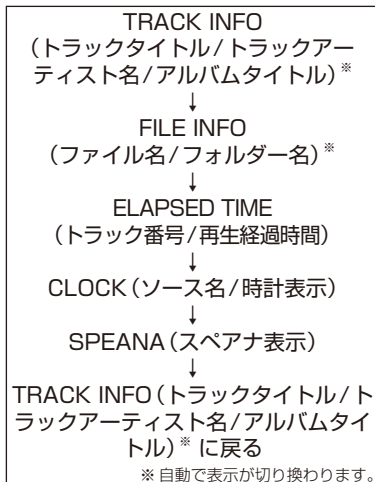 TRACK INFO
（トラックタイトル/トラックアー
ティスト名/アルバムタイトル）※
↓
FILE INFO
（ファイル名/フォルダー名）※
↓
ELAPSED TIME
（トラック番号/再生経過時間）
↓
CLOCK（ソース名/時計表示）
↓
SPEANA（スペアナ表示）
↓
TRACK INFO（トラックタイトル/ト
ラックアーティスト名/アルバムタイ
トル）※ に戻る
※ 自動で表示が切り換わります。